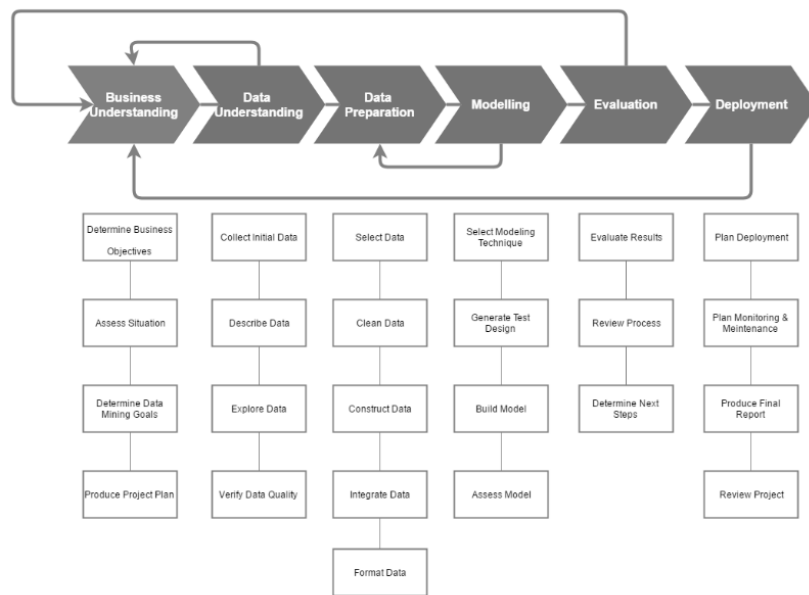 Business
Understanding
Data
Understanding
Data
Preparation
Modelling
Evaluation
Deployment
Determine Business
Objectives
Assess Situation
Determine Data
Mining Goals
Produce Project Plan
Collect Initial Data
Describe Data
Explore Data
Verify Data Quality
Select Data
Clean Data
Construct Data
Integrate Data
Format Data
Select Modeling
Technique
Generate Test
Design
Build Model
Assess Model
Evaluate Results
Review Process
Determine Next
Steps
Plan Deployment
Plan Monitoring &
Meintenance
Produce Final
Report
Review Project